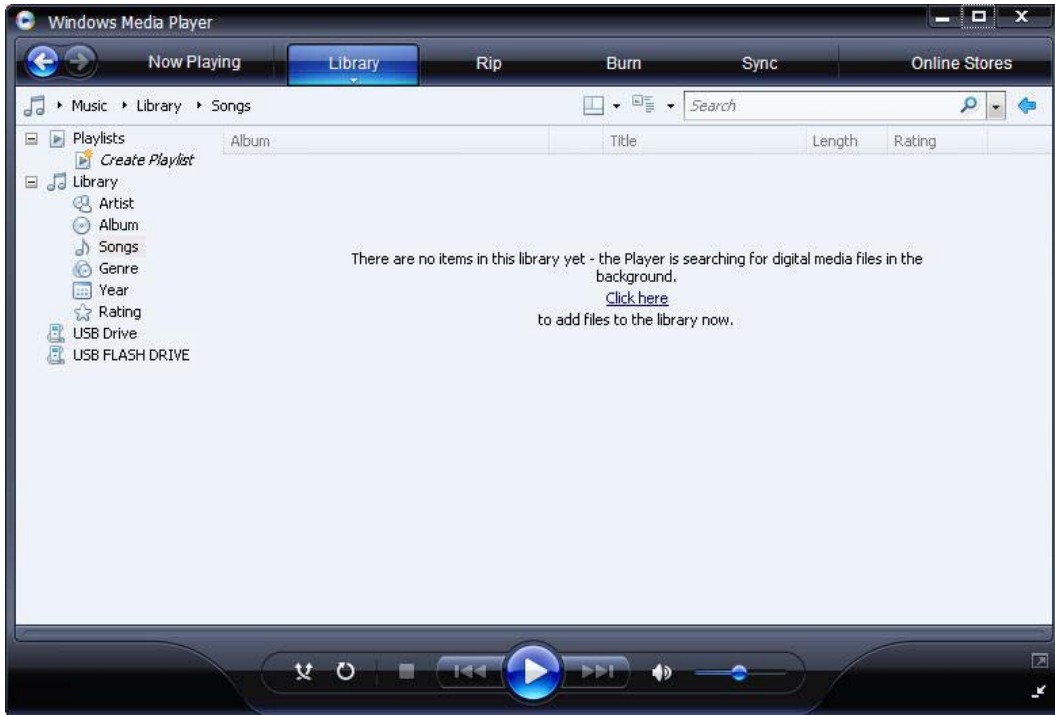 Windows Media Player
Now Playing Library Rip Burn Sync Online Stores
Music Library Songs Search
Playlists
Create Playlist
Library
Artist
Album
Songs
Genre
Year
Rating
USB Drive
USB FLASH DRIVE
Album Title Length Rating
There are no items in this library yet - the Player is searching for digital media files in the
background.
Click here
to add files to the library now.